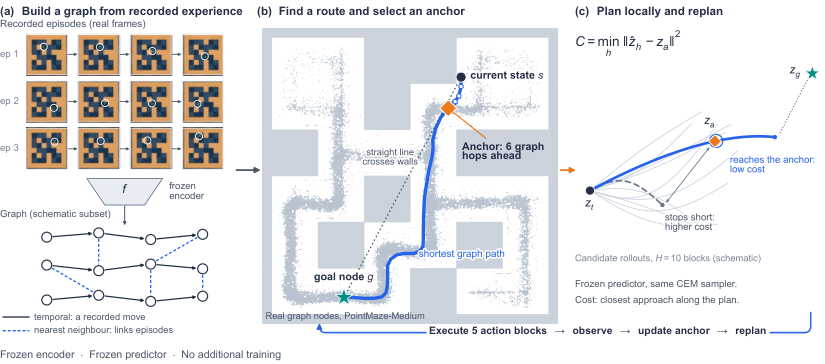 (a) Build a graph from recorded experience
Recorded episodes (real frames)
ep 1
ep 2
ep 3
f
frozen
encoder
Graph (schematic subset)
temporal: a recorded move
nearest neighbour: links episodes
Frozen encoder · Frozen predictor · No additional training
(b) Find a route and select an anchor
current state s
Anchor: 6 graph
hops ahead
straight line
crosses walls
shortest graph path
goal node g
Real graph nodes, PointMaze-Medium
Execute 5 action blocks → observe → update anchor → replan
(c) Plan locally and replan
C = min ‖ẑ_h − z_a‖²
h
z_g
z_a
reaches the anchor:
low cost
z_t
stops short:
higher cost
Candidate rollouts, H = 10 blocks (schematic)
Frozen predictor, same CEM sampler.
Cost: closest approach along the plan.